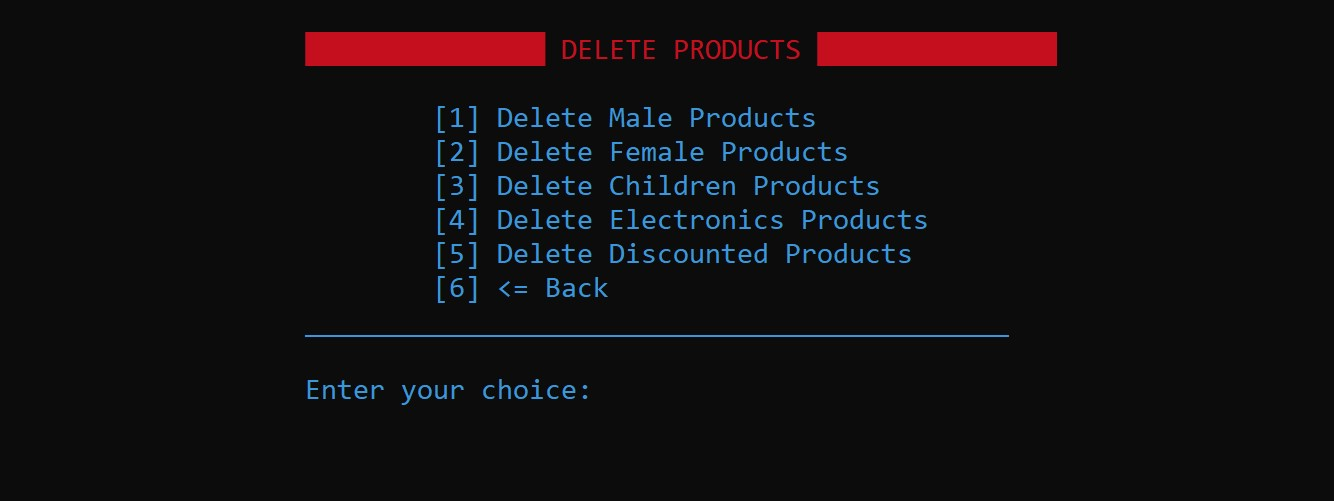 DELETE PRODUCTS
[1] Delete Male Products
[2] Delete Female Products
[3] Delete Children Products
[4] Delete Electronics Products
[5] Delete Discounted Products
[6] <= Back
Enter your choice: